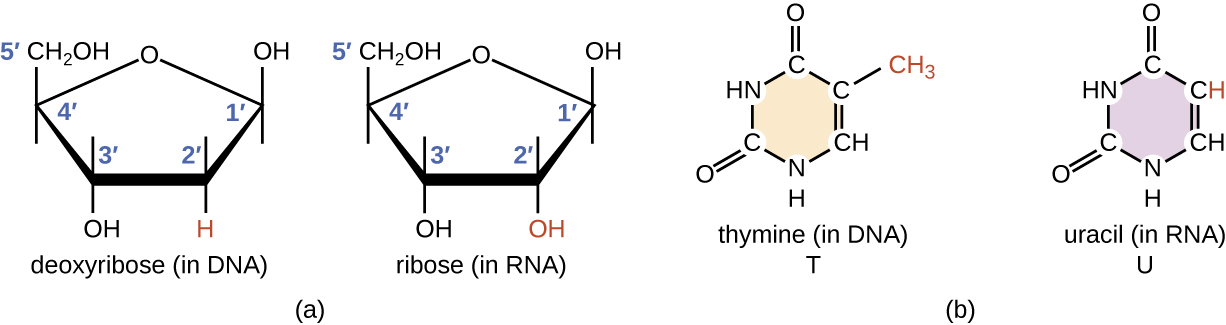 5′ CH₂OH O OH
4′ 1′
3′ 2′
OH H
deoxyribose (in DNA)
5′ CH₂OH O OH
4′ 1′
3′ 2′
OH OH
ribose (in RNA)
(a)
O
C CH₃
HN C
C CH
O N
H
thymine (in DNA)
T
O
C
HN CH
C CH
O N
H
uracil (in RNA)
U
(b)